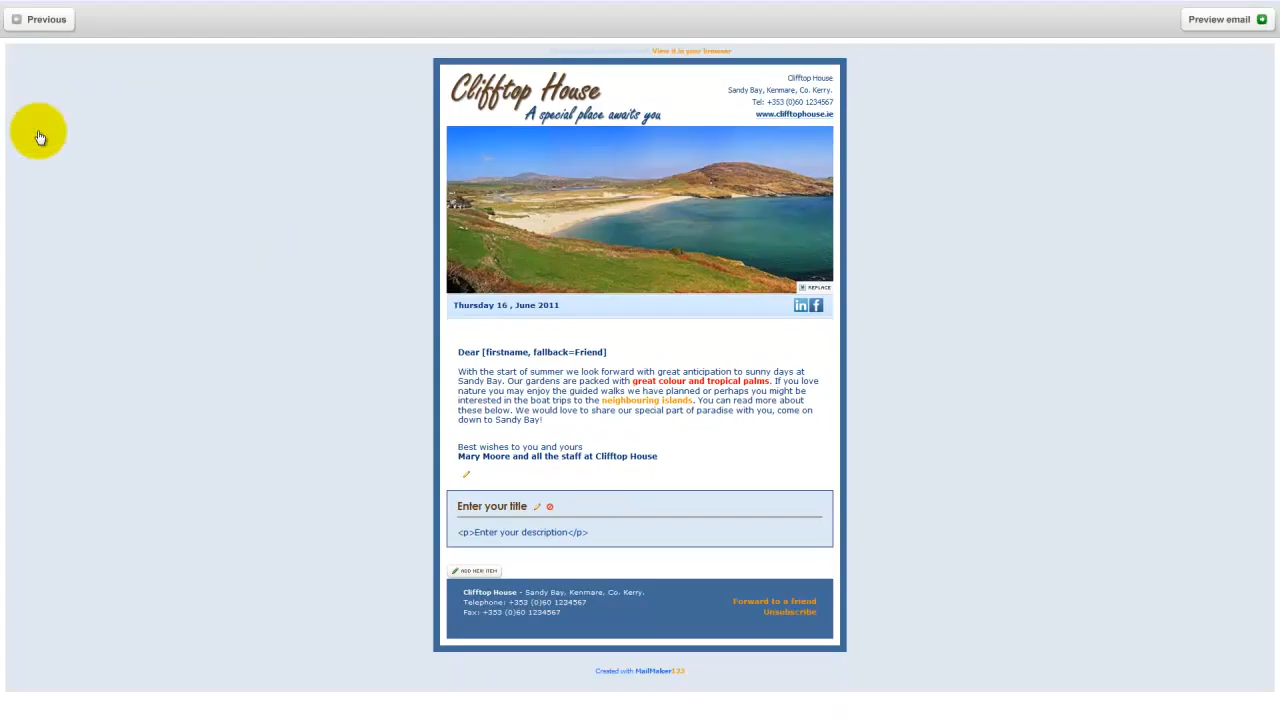 Previous
Preview email
View it in your browser
Clifftop House
A special place awaits you
Clifftop House
Sandy Bay, Kenmare, Co. Kerry.
Tel: +353 (0)60 1234567
www.clifftophouse.ie
REPLACE
Thursday 16 , June 2011
in f
Dear [firstname, fallback=Friend]
With the start of summer we look forward with great anticipation to sunny days at
Sandy Bay. Our gardens are packed with great colour and tropical palms. If you love
nature you may enjoy the guided walks we have planned or perhaps you might be
interested in the boat trips to the neighbouring islands. You can read more about
these below. We would love to share our special part of paradise with you, come on
down to Sandy Bay!
Best wishes to you and yours
Mary Moore and all the staff at Clifftop House
Enter your title
<p>Enter your description</p>
ADD NEW ITEM
Clifftop House - Sandy Bay, Kenmare, Co. Kerry.
Telephone: +353 (0)60 1234567
Fax: +353 (0)60 1234567
Forward to a friend
Unsubscribe
Created with MailMaker123